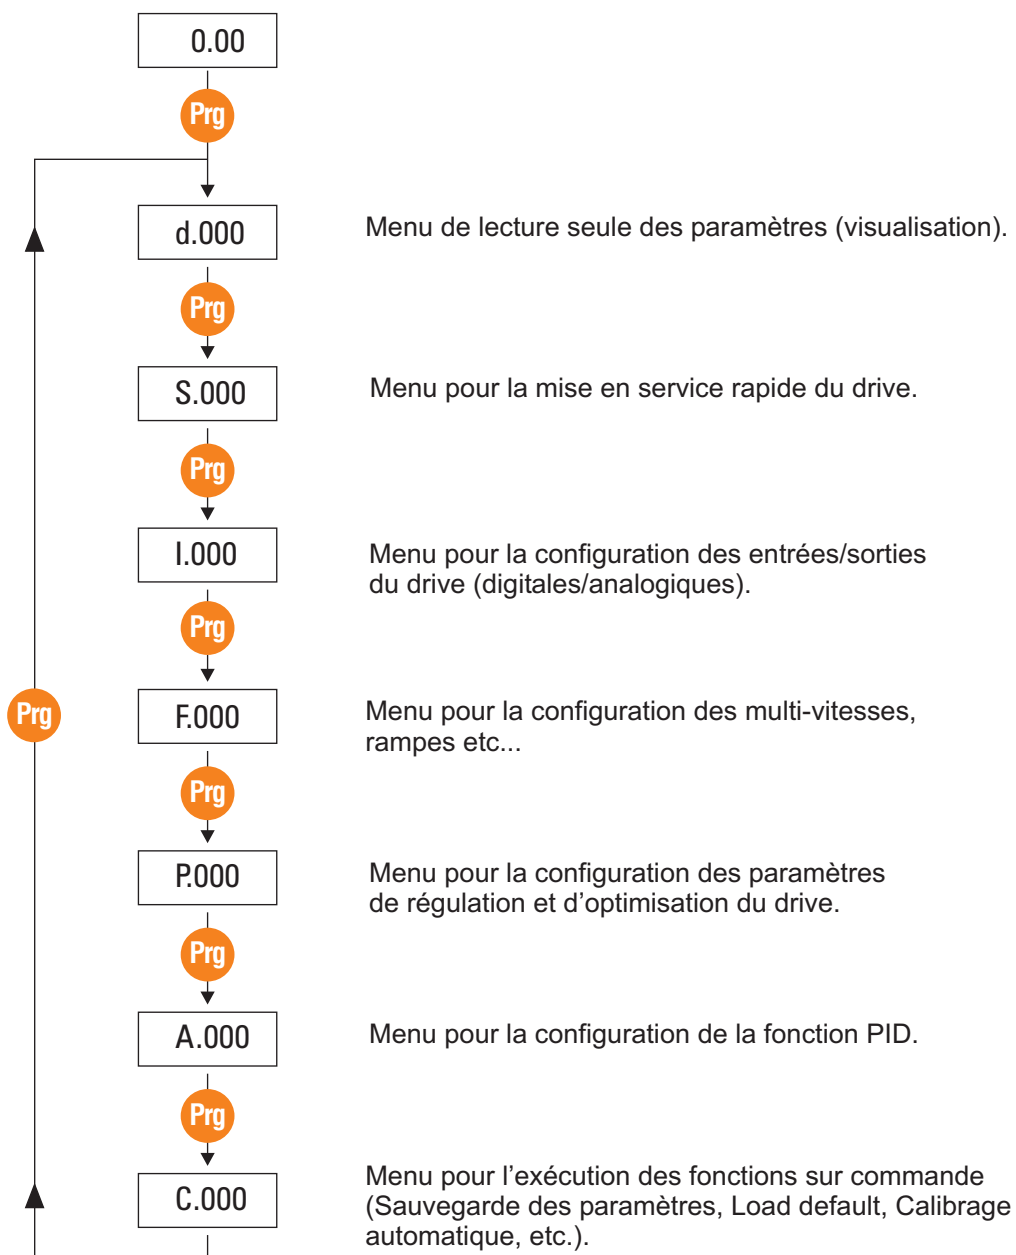 0.00
Prg
d.000
Menu de lecture seule des paramètres (visualisation).
Prg
S.000
Menu pour la mise en service rapide du drive.
Prg
I.000
Menu pour la configuration des entrées/sorties
du drive (digitales/analogiques).
Prg
F.000
Menu pour la configuration des multi-vitesses,
rampes etc...
Prg
Prg
P.000
Menu pour la configuration des paramètres
de régulation et d'optimisation du drive.
Prg
A.000
Menu pour la configuration de la fonction PID.
Prg
C.000
Menu pour l’exécution des fonctions sur commande
(Sauvegarde des paramètres, Load default, Calibrage
automatique, etc.).